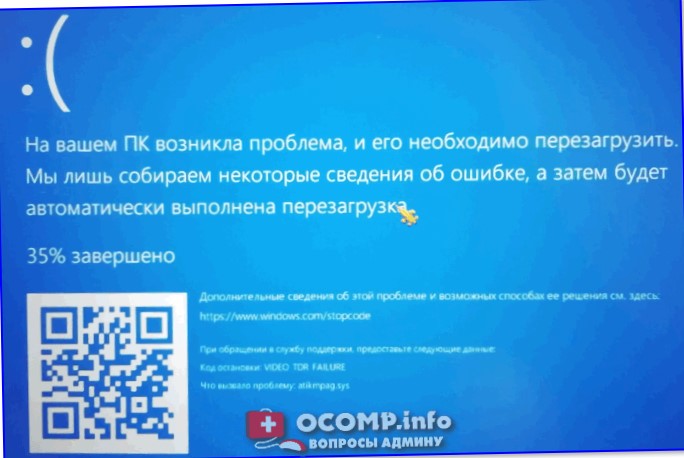 :(
На вашем ПК возникла проблема, и его необходимо перезагрузить.
Мы лишь собираем некоторые сведения об ошибке, а затем будет
автоматически выполнена перезагрузка.
35% завершено
Дополнительные сведения об этой проблеме и возможных способах ее решения см. здесь:
https://www.windows.com/stopcode
При обращении в службу поддержки, предоставьте следующие данные:
Код остановки: VIDEO TDR FAILURE
Что вызвало проблему: atikmpag.sys
OCOMP.info
ВОПРОСЫ АДМИНУ